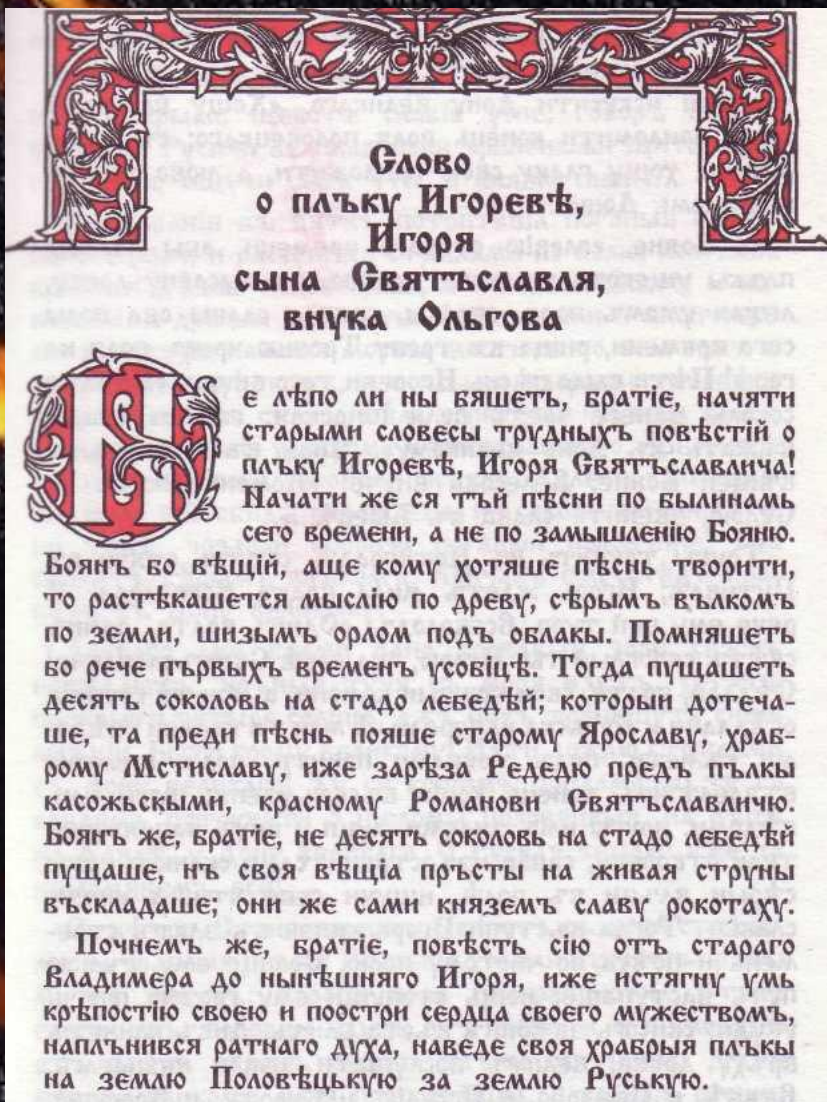 Слово
о плъку Игоревѣ,
Игоря
сына Святъславля,
внука Ольгова
Не лѣпо ли ны бяшеть, братіе, начяти
старыми словесы трудныхъ повѣстій о
плъку Игоревѣ, Игоря Святъславлича!
Начати же ся тъй пѣсни по былинамь
сего времени, а не по замышленію Бояню.
Боянъ бо вѣщій, аще кому хотяше пѣснь творити,
то растѣкашется мыслію по древу, сѣрымъ вълкомъ
по земли, шизымъ орлом подъ облакы. Помняшеть
бо рече първыхъ временъ усобіцѣ. Тогда пущашеть
десять соколовь на стадо лебедѣй; которыи дотеча-
ше, та преди пѣснь пояше старому Ярославу, храб-
рому Мстиславу, иже зарѣза Редедю предъ пълкы
касожьскыми, красному Романови Святъславличю.
Боянъ же, братіе, не десять соколовь на стадо лебедѣй
пущаше, нъ своя вѣщіа пръсты на живая струны
въскладаше; они же сами княземъ славу рокотаху.
Почнемъ же, братіе, повѣсть сію отъ стараго
Владимера до нынѣшняго Игоря, иже истягну умь
крѣпостію своею и поостри сердца своего мужествомъ,
наплънився ратнаго духа, наведе своя храбрыя плъкы
на землю Половѣцькую за землю Руськую.